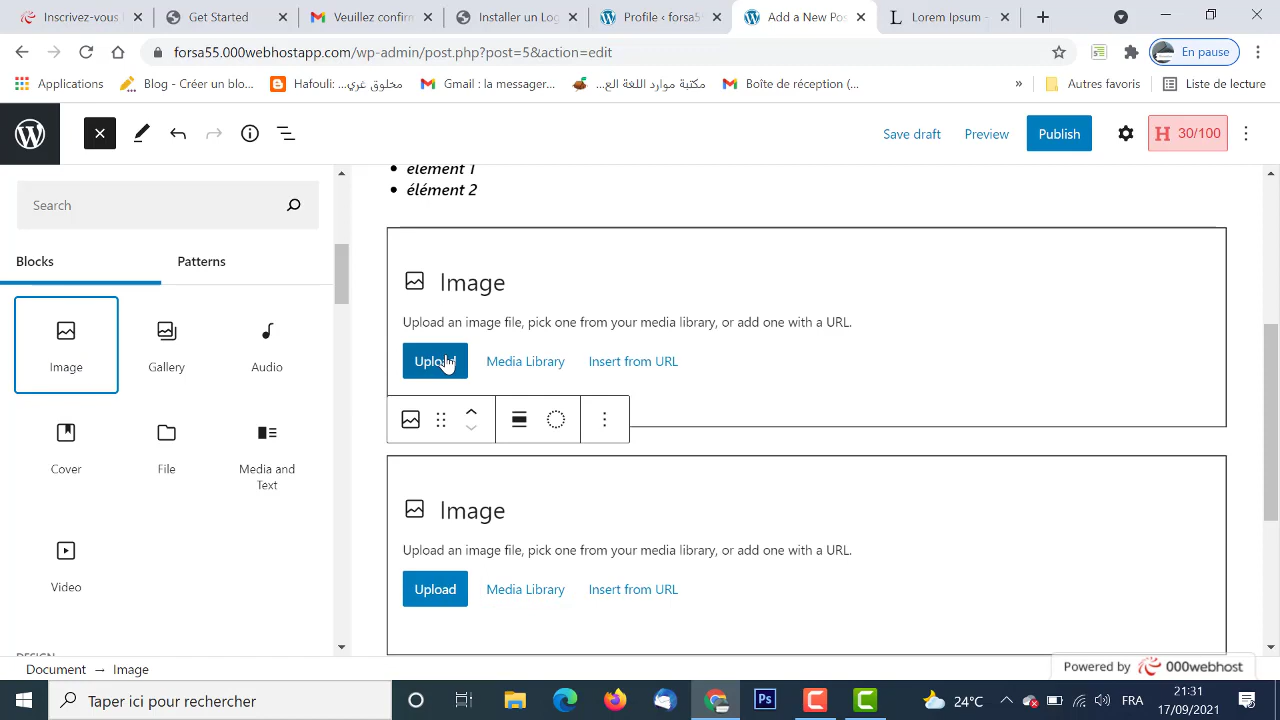 Inscrivez-vous
Get Started
Veuillez confirm
Installer un Log
Profile ‹ forsa5
Add a New Pos
Lorem Ipsum -
forsa55.000webhostapp.com/wp-admin/post.php?post=5&action=edit
En pause
Applications
Blog - Créer un blo...
Hafouli: مخلوق غربي...
Gmail : la messager...
مكتبة موارد اللغة الع...
Boîte de réception (...
»
Autres favoris
Liste de lecture
Save draft
Preview
Publish
H 30/100
Search
Blocks
Patterns
Image
Gallery
Audio
Cover
File
Media and
Text
Video
DESIGN
élément 1
élément 2
Image
Upload an image file, pick one from your media library, or add one with a URL.
Upload
Media Library
Insert from URL
Image
Upload an image file, pick one from your media library, or add one with a URL.
Upload
Media Library
Insert from URL
Document → Image
Powered by 000webhost
Taper ici pour rechercher
Ps
24°C
FRA
21:31
17/09/2021